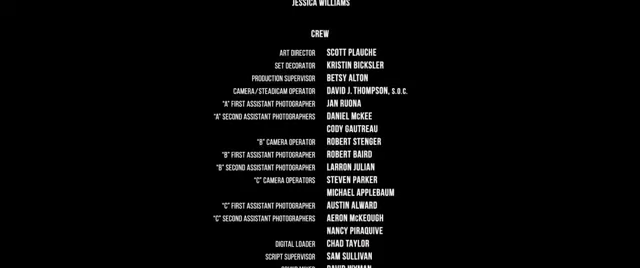 JESSICA WILLIAMS
CREW
ART DIRECTOR SCOTT PLAUCHE
SET DECORATOR KRISTIN BICKSLER
PRODUCTION SUPERVISOR BETSY ALTON
CAMERA/STEADICAM OPERATOR DAVID J. THOMPSON, S.O.C.
"A" FIRST ASSISTANT PHOTOGRAPHER JAN RUONA
"A" SECOND ASSISTANT PHOTOGRAPHERS DANIEL McKEE
CODY GAUTREAU
"B" CAMERA OPERATOR ROBERT STENGER
"B" FIRST ASSISTANT PHOTOGRAPHER ROBERT BAIRD
"B" SECOND ASSISTANT PHOTOGRAPHER LARRON JULIAN
"C" CAMERA OPERATORS STEVEN PARKER
MICHAEL APPLEBAUM
"C" FIRST ASSISTANT PHOTOGRAPHER AUSTIN ALWARD
"C" SECOND ASSISTANT PHOTOGRAPHERS AERON McKEOUGH
NANCY PIRAQUIVE
DIGITAL LOADER CHAD TAYLOR
SCRIPT SUPERVISOR SAM SULLIVAN
DAVID WYMAN